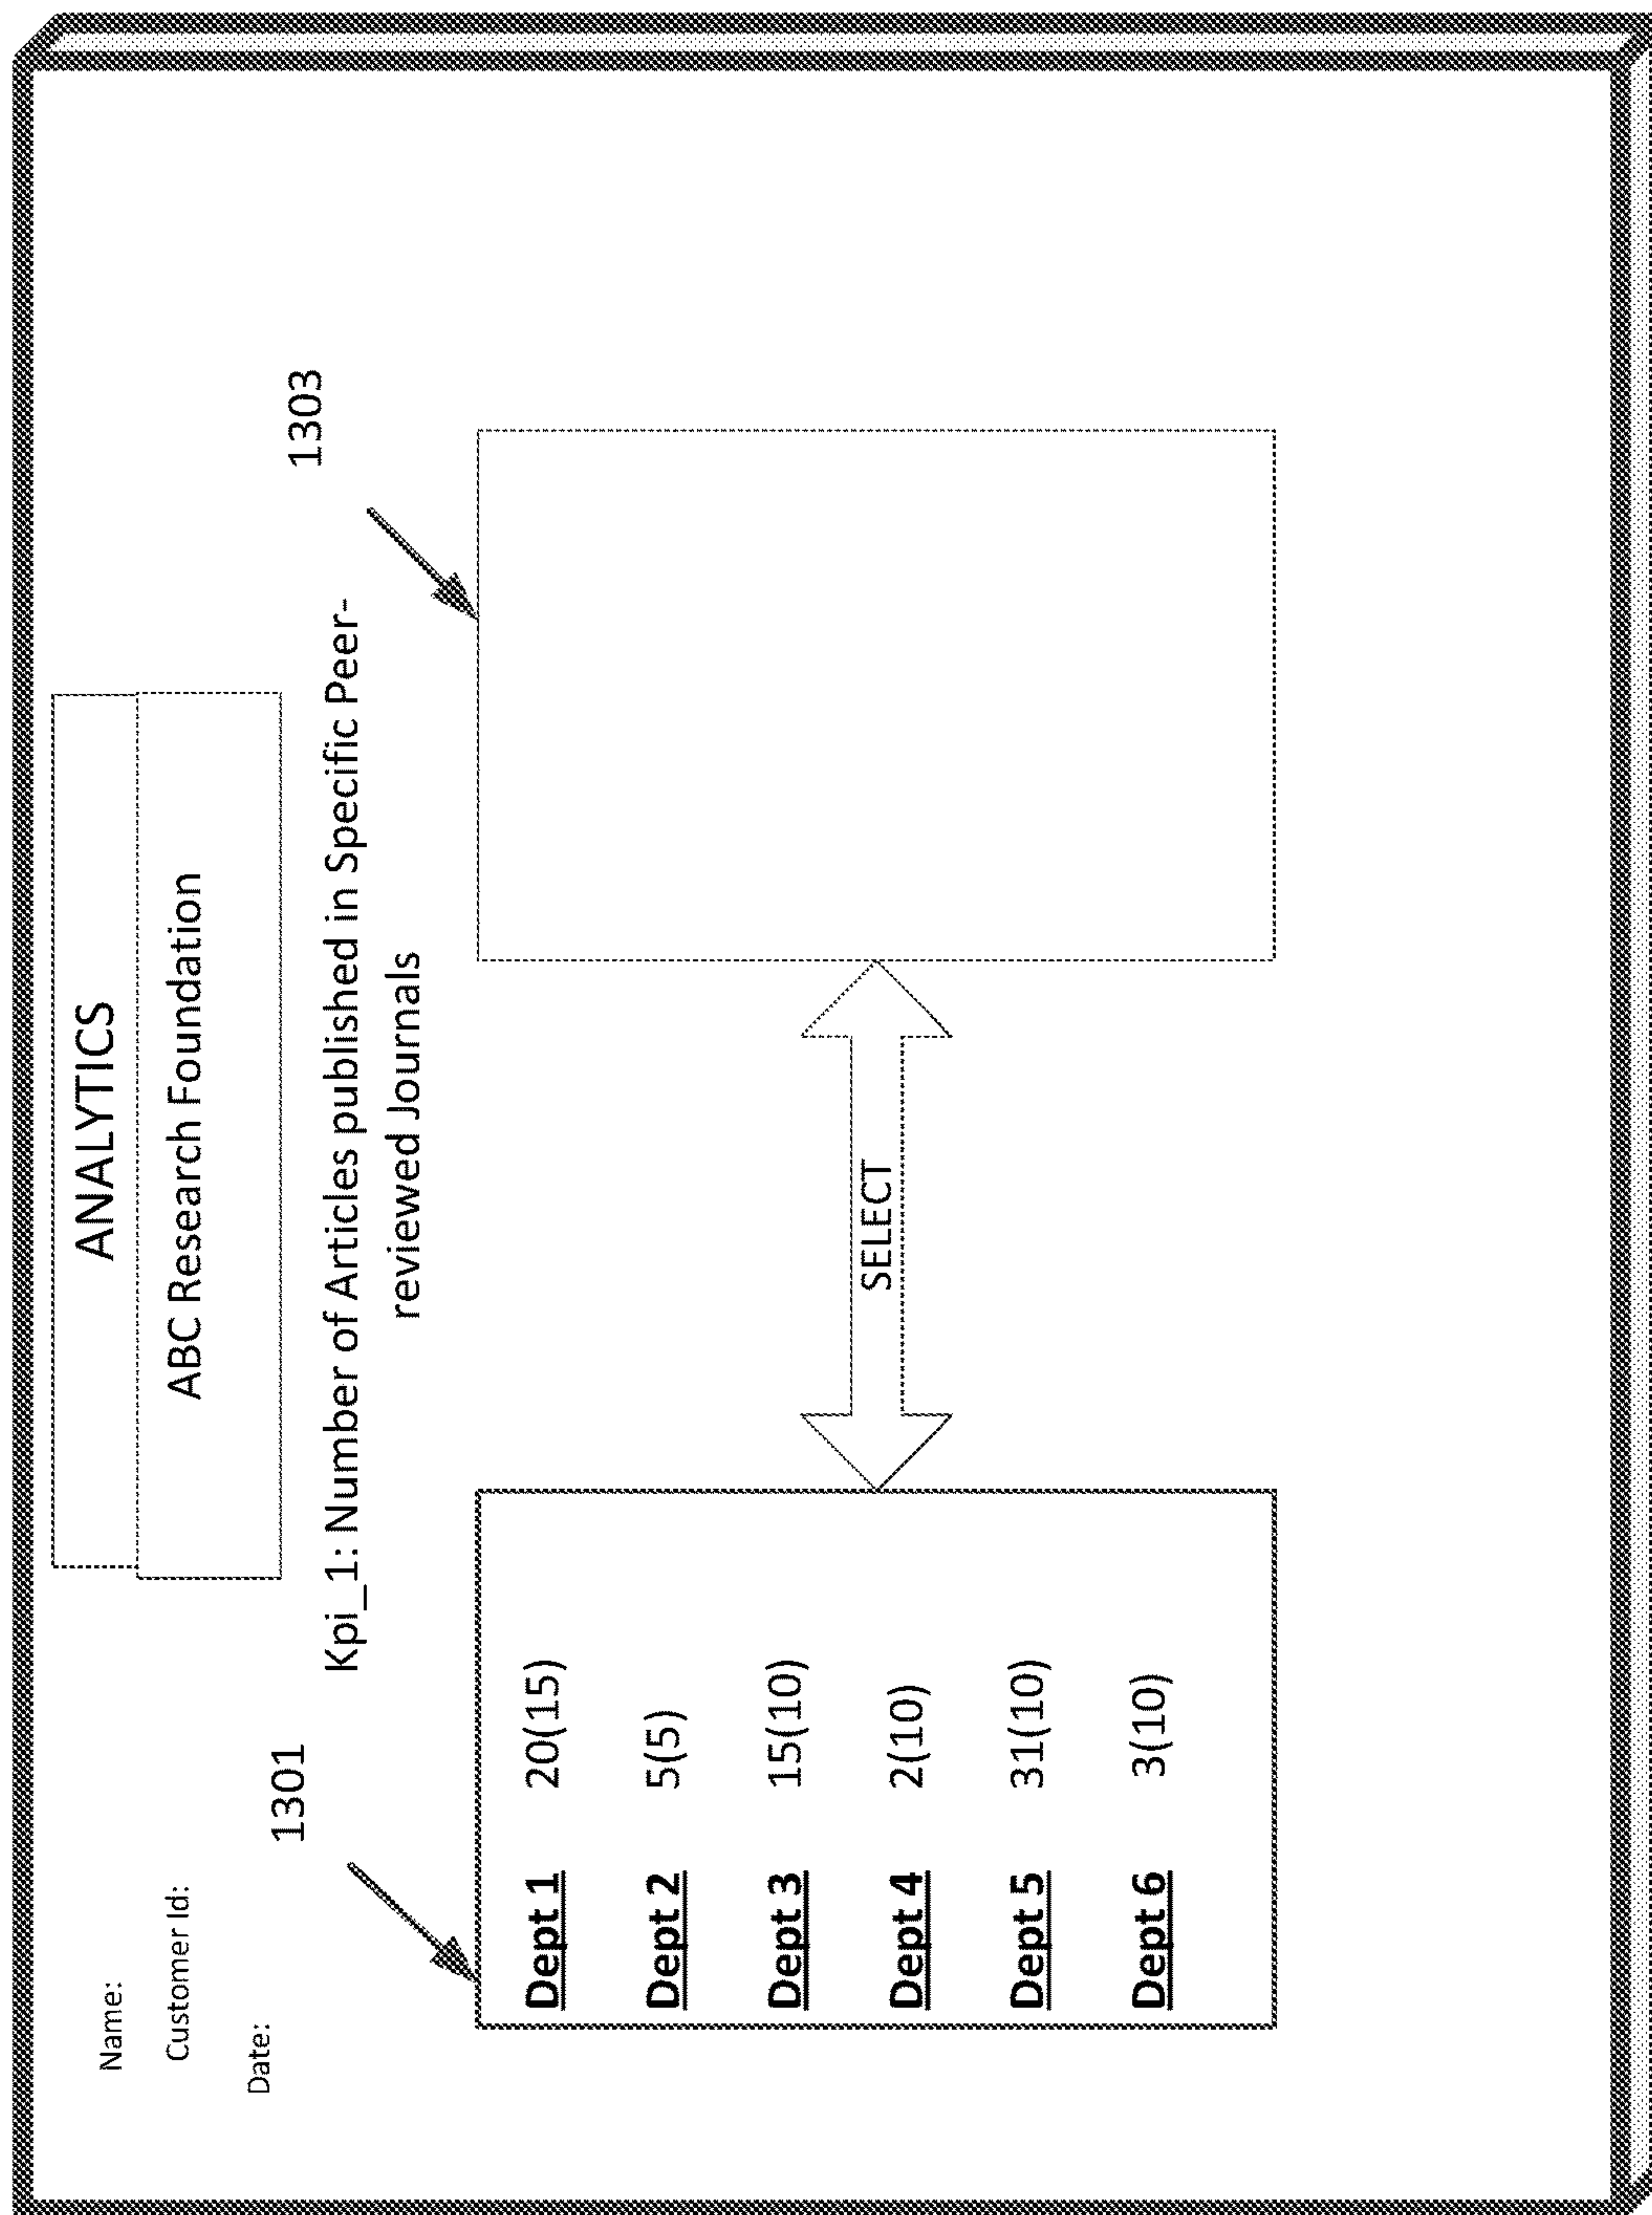 ANALYTICS
Name:
ABC Research Foundation
Customer Id:
Date:
1301
1303
Kpi_1: Number of Articles published in Specific Peer-
reviewed Journals
Dept 1 20(15)
Dept 2 5(5)
Dept 3 15(10)
Dept 4 2(10)
Dept 5 31(10)
Dept 6 3(10)
SELECT